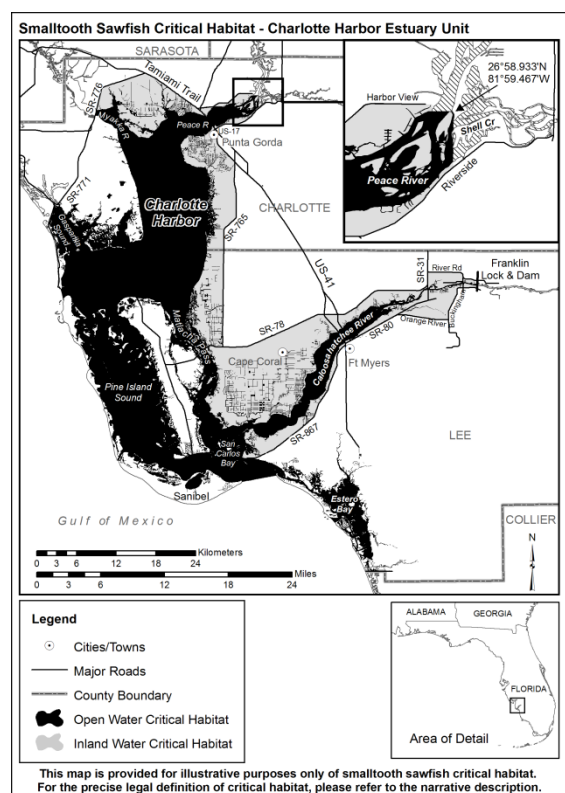 Smalltooth Sawfish Critical Habitat - Charlotte Harbor Estuary Unit
SARASOTA
Tamiami Trail
SR-776
Myakka R
Peace R
US-17
Punta Gorda
26°58.933'N
81°59.467'W
Harbor View
Shell Cr
Peace River
Riverside
SR-771
Gasparilla
Sound
Charlotte
Harbor
CHARLOTTE
SR-765
US-41
SR-31
River Rd
Franklin
Lock & Dam
Buckingham
Orange River
SR-78
SR-80
Matlacha Pass
Cape Coral
Caloosahatchee River
Ft Myers
Pine Island
Sound
SR-867
LEE
San
Carlos
Bay
Sanibel
Estero
Bay
Gulf of Mexico
COLLIER
N
0 3 6 12 18 24 Kilometers
0 3 6 12 18 24 Miles
Legend
Cities/Towns
Major Roads
County Boundary
Open Water Critical Habitat
Inland Water Critical Habitat
ALABAMA
GEORGIA
FLORIDA
Area of Detail
This map is provided for illustrative purposes only of smalltooth sawfish critical habitat.
For the precise legal definition of critical habitat, please refer to the narrative description.